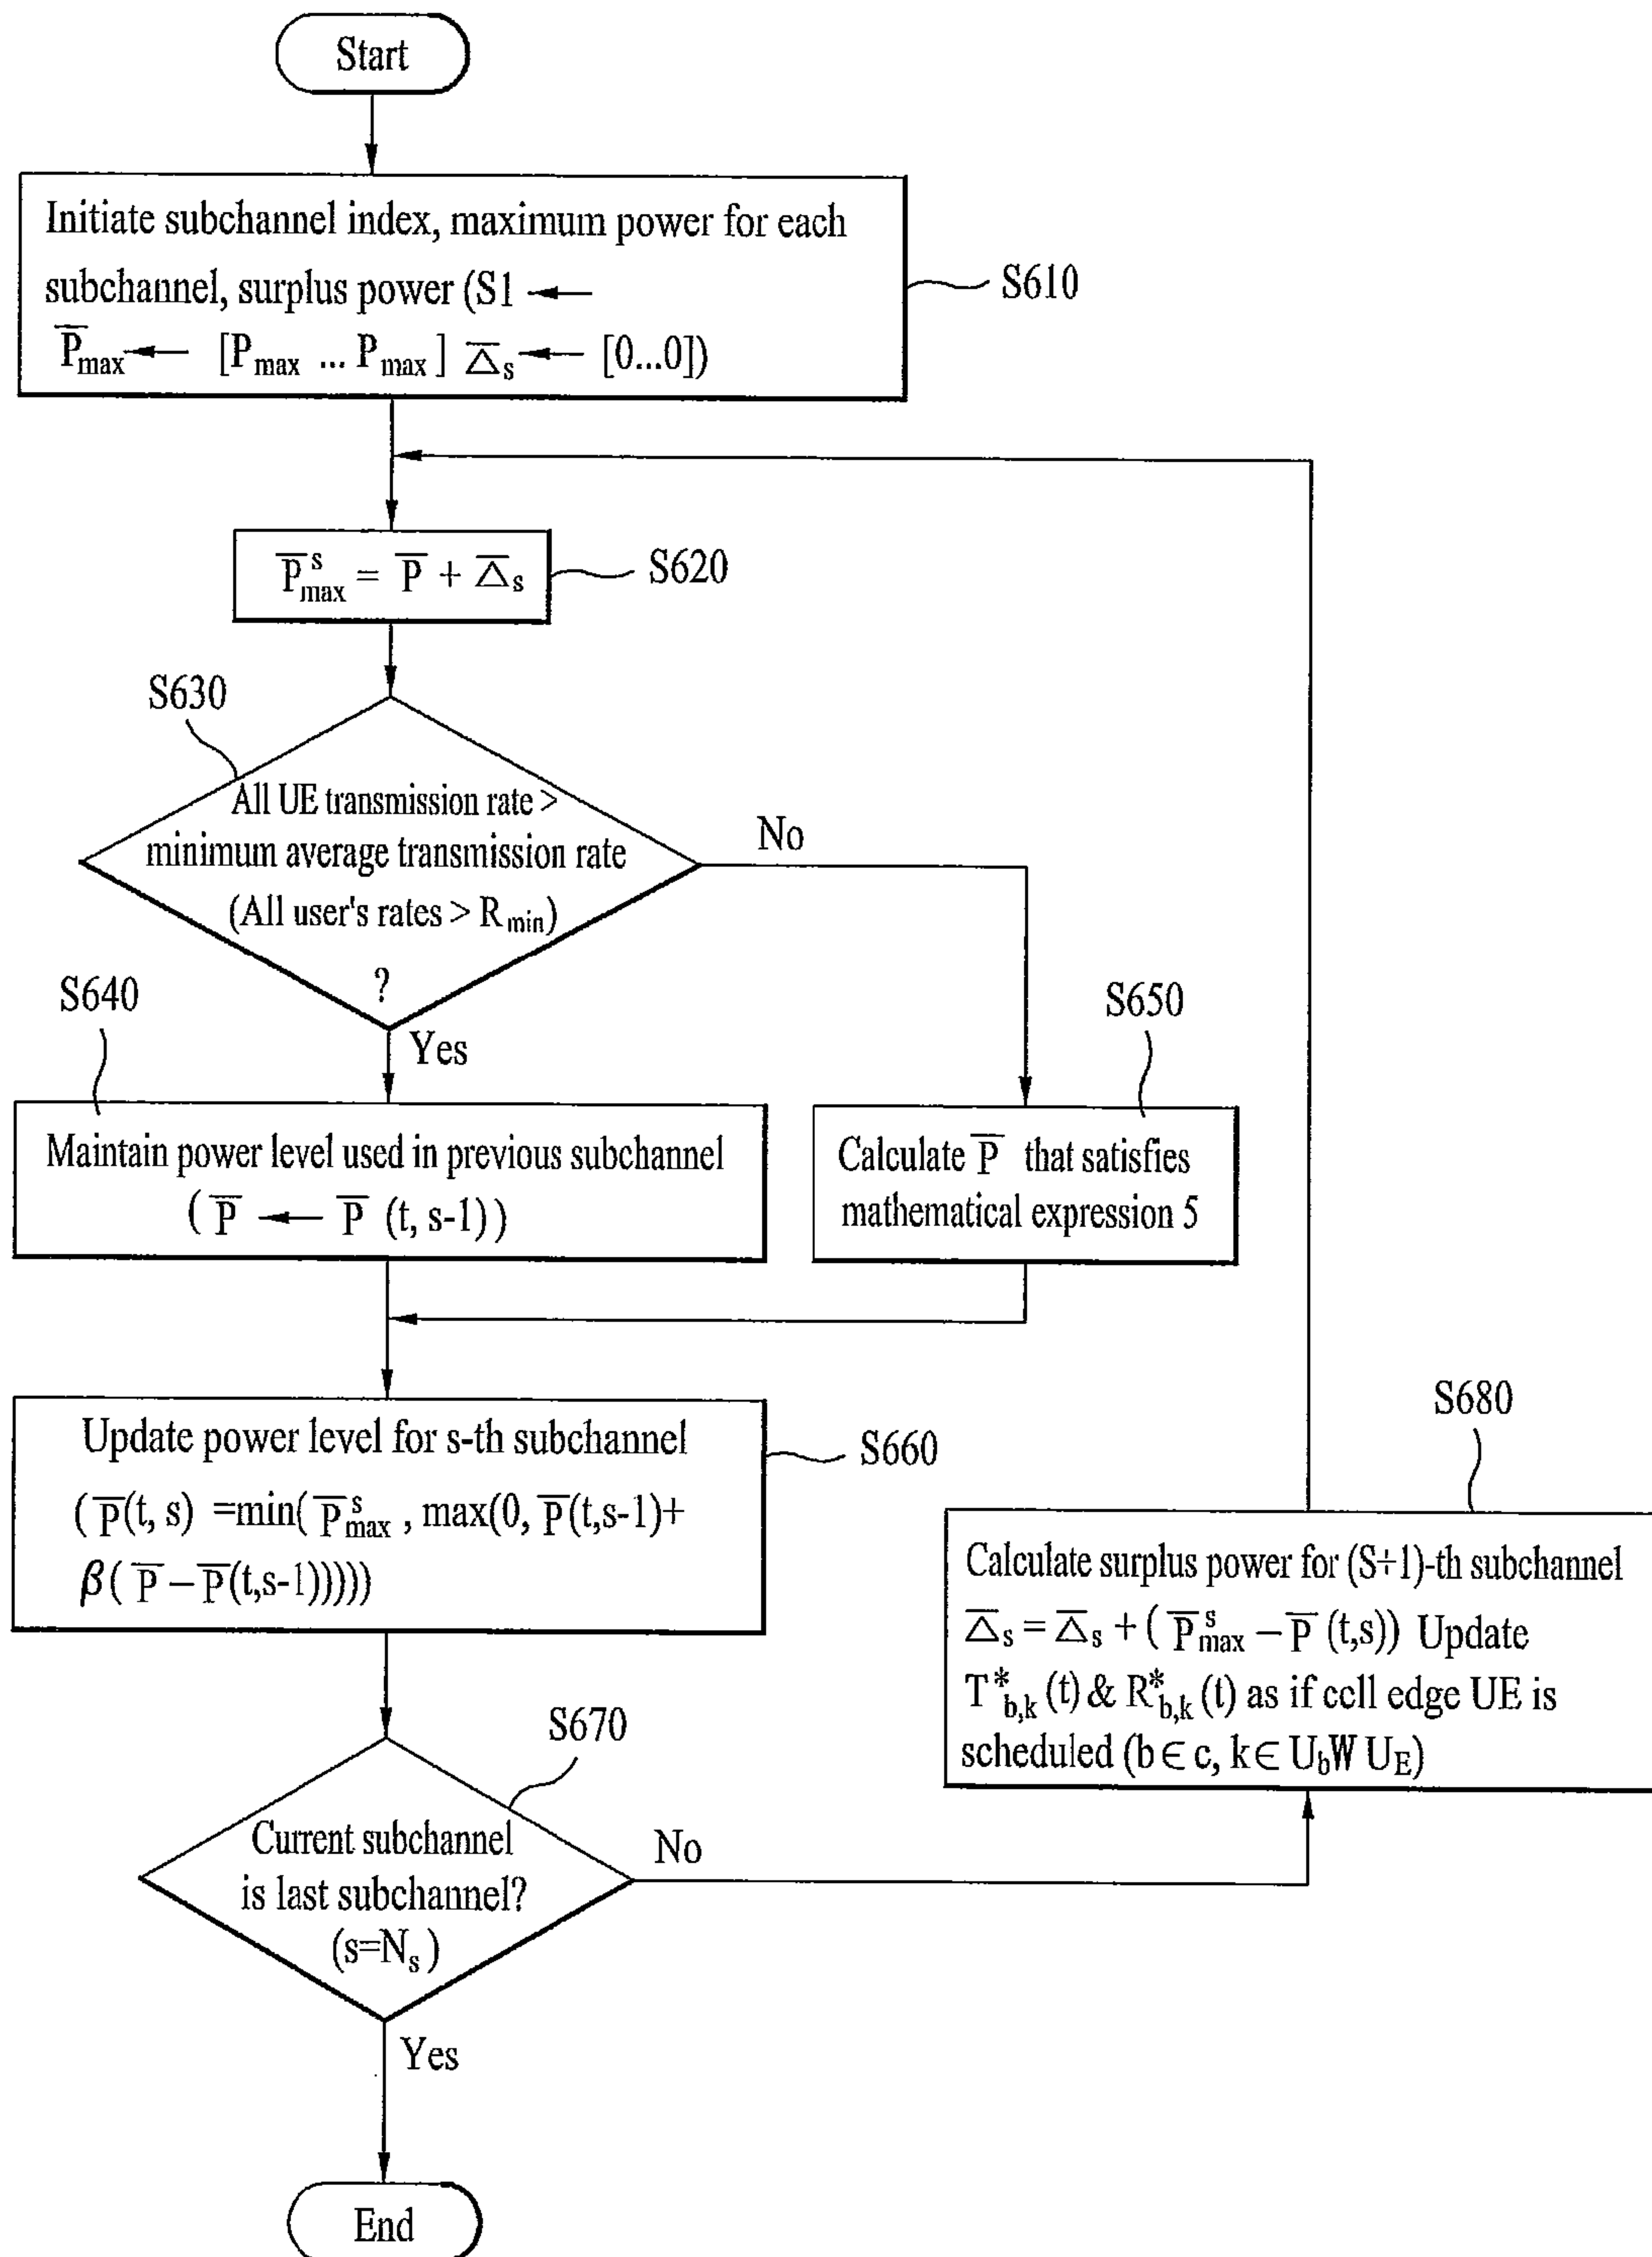 Start
Initiate subchannel index, maximum power for each
subchannel, surplus power (S1 ←
P̅max ← [Pmax ... Pmax] Δ̅s ← [0...0])
S610
P̅ˢmax = P̅ + Δ̅s
S620
S630
All UE transmission rate >
minimum average transmission rate
(All user's rates > Rmin)
?
No
Yes
S640
Maintain power level used in previous subchannel
( P̅ ← P̅ (t, s-1))
S650
Calculate P̅ that satisfies
mathematical expression 5
Update power level for s-th subchannel
( P̅(t, s) =min( P̅ˢmax , max(0, P̅(t,s-1)+
β( P̅ – P̅(t,s-1)))))
S660
S670
Current subchannel
is last subchannel?
(s=Ns)
No
Yes
S680
Calculate surplus power for (S+1)-th subchannel
Δ̅s = Δ̅s + ( P̅ˢmax – P̅ (t,s)) Update
T*b,k (t) & R*b,k (t) as if cell edge UE is
scheduled (b ∈ c, k ∈ UbW UE)
End